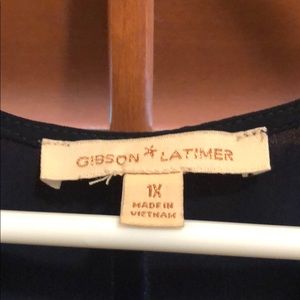 GIBSON * LATIMER
1X
MADE IN
VIETNAM